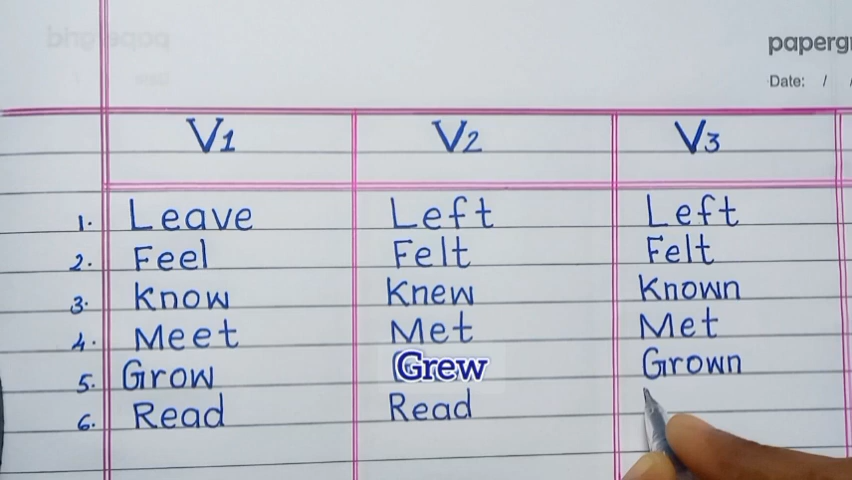 paperg
Date: / /
V1 V2 V3
1. Leave Left Left
2. Feel Felt Felt
3. Know Knew Known
4. Meet Met Met
5. Grow Grew Grown
6. Read Read